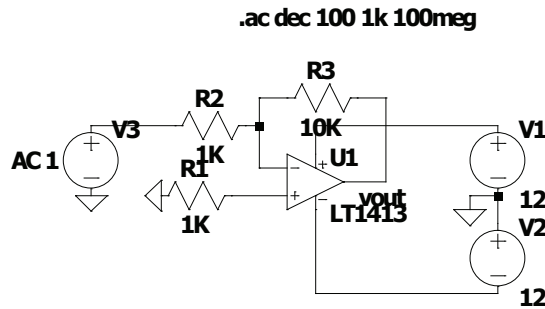 .ac dec 100 1k 100meg
R3
10K
R2
1K
V3
AC 1
R1
1K
U1
LT1413
vout
V1
12
V2
12